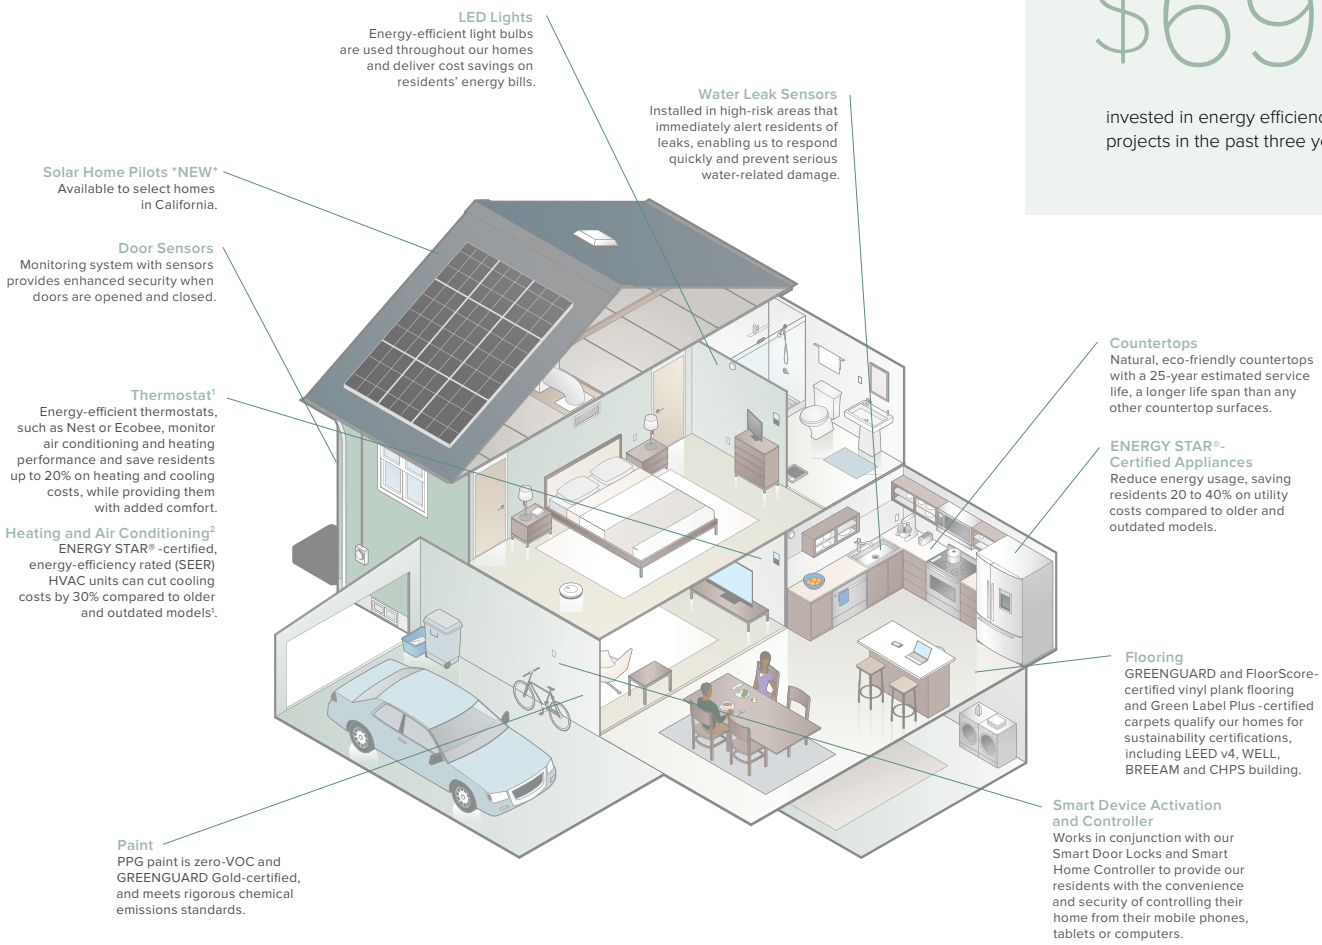 LED Lights
Energy-efficient light bulbs
are used throughout our homes
and deliver cost savings on
residents' energy bills.
$69
invested in energy
projects in the past three
Water Leak Sensors
Installed in high-risk areas that
immediately alert residents of
leaks, enabling us to respond
quickly and prevent serious
water-related damage.
Solar Home Pilots *NEW*
Available to select homes
in California.
Door Sensors
Monitoring system with sensors
provides enhanced security when
doors are opened and closed.
Thermostat¹
Energy-efficient thermostats,
such as Nest or Ecobee, monitor
air conditioning and heating
performance and save residents
up to 20% on heating and cooling
costs, while providing them
with added comfort.
Heating and Air Conditioning²
ENERGY STAR® -certified,
energy-efficiency rated (SEER)
HVAC units can cut cooling
costs by 30% compared to older
and outdated models¹.
Countertops
Natural, eco-friendly countertops
with a 25-year estimated service
life, a longer life span than any
other countertop surfaces.
ENERGY STAR®-
Certified Appliances
Reduce energy usage, saving
residents 20 to 40% on utility
costs compared to older and
outdated models.
Flooring
GREENGUARD and FloorScore-
certified vinyl plank flooring
and Green Label Plus -certified
carpets qualify our homes for
sustainability certifications,
including LEED v4, WELL,
BREEAM and CHPS building.
Smart Device Activation
and Controller
Works in conjunction with our
Smart Door Locks and Smart
Home Controller to provide our
residents with the convenience
and security of controlling their
home from their mobile phones,
tablets or computers.
Paint
PPG paint is zero-VOC and
GREENGUARD Gold-certified,
and meets rigorous chemical
emissions standards.